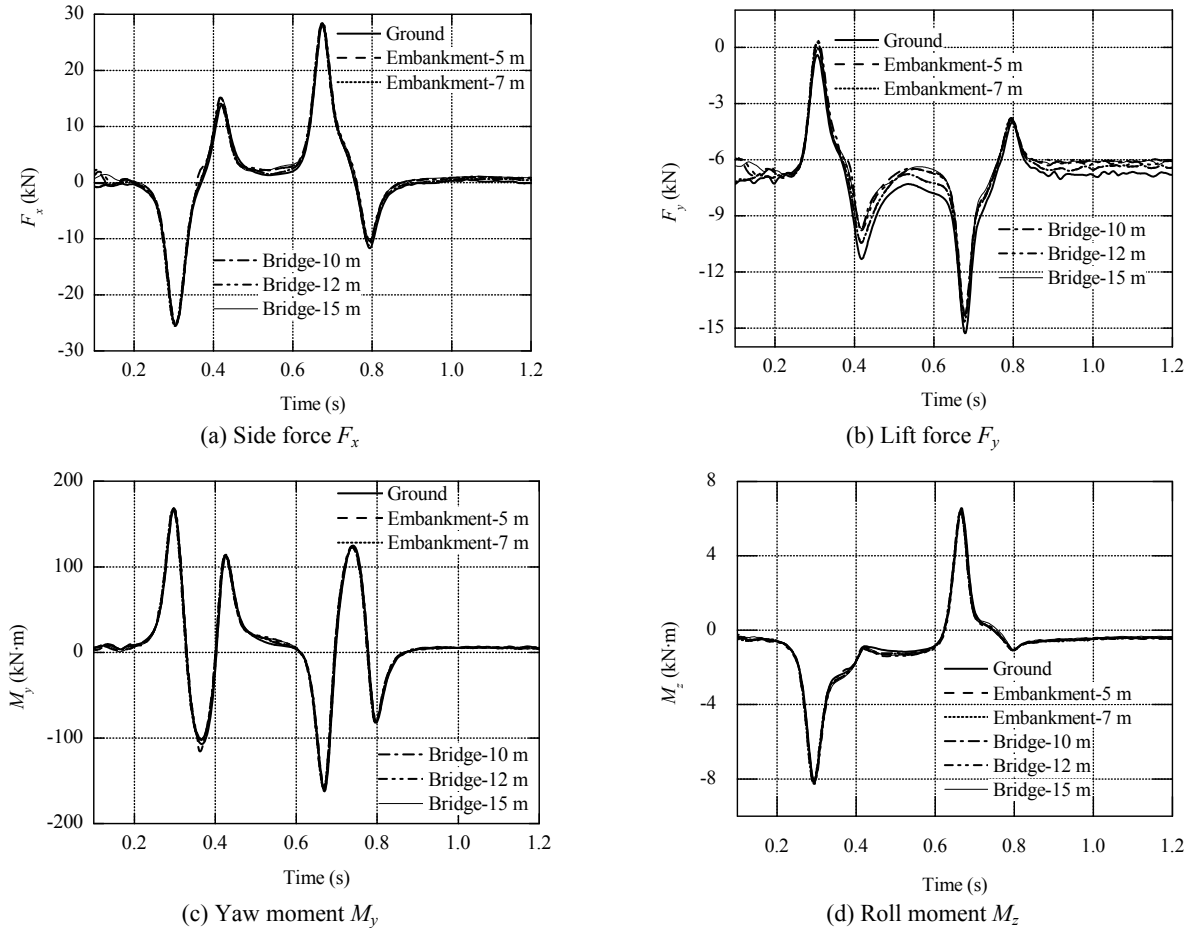 30
20
10
0
-10
-20
-30
F_x (kN)
Ground
Embankment-5 m
Embankment-7 m
Bridge-10 m
Bridge-12 m
Bridge-15 m
0.2 0.4 0.6 0.8 1.0 1.2
Time (s)
(a) Side force F_x
0
-3
-6
-9
-12
-15
F_y (kN)
Ground
Embankment-5 m
Embankment-7 m
Bridge-10 m
Bridge-12 m
Bridge-15 m
0.2 0.4 0.6 0.8 1.0 1.2
Time (s)
(b) Lift force F_y
200
100
0
-100
-200
M_y (kN·m)
Ground
Embankment-5 m
Embankment-7 m
Bridge-10 m
Bridge-12 m
Bridge-15 m
0.2 0.4 0.6 0.8 1.0 1.2
Time (s)
(c) Yaw moment M_y
8
4
0
-4
-8
M_z (kN·m)
Ground
Embankment-5 m
Embankment-7 m
Bridge-10 m
Bridge-12 m
Bridge-15 m
0.2 0.4 0.6 0.8 1.0 1.2
Time (s)
(d) Roll moment M_z